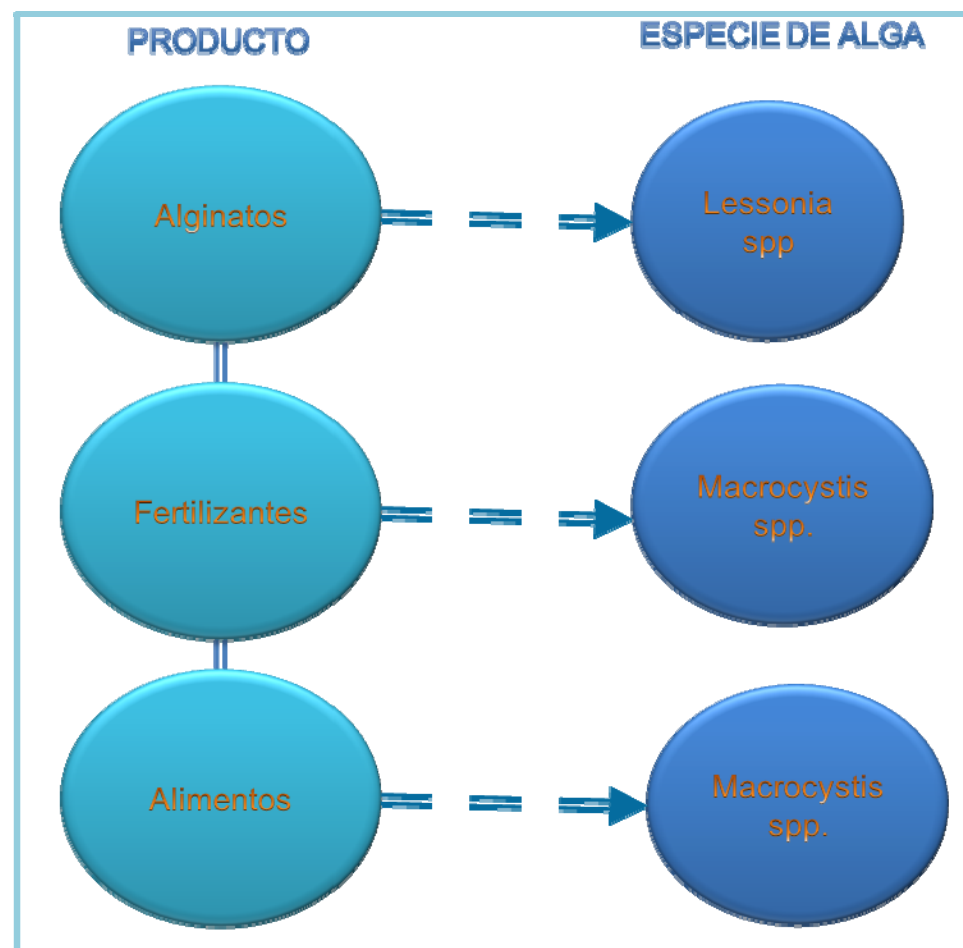 PRODUCTO
ESPECIE DE ALGA
Alginatos
Lessonia
spp
Fertilizantes
Macrocystis
spp.
Alimentos
Macrocystis
spp.